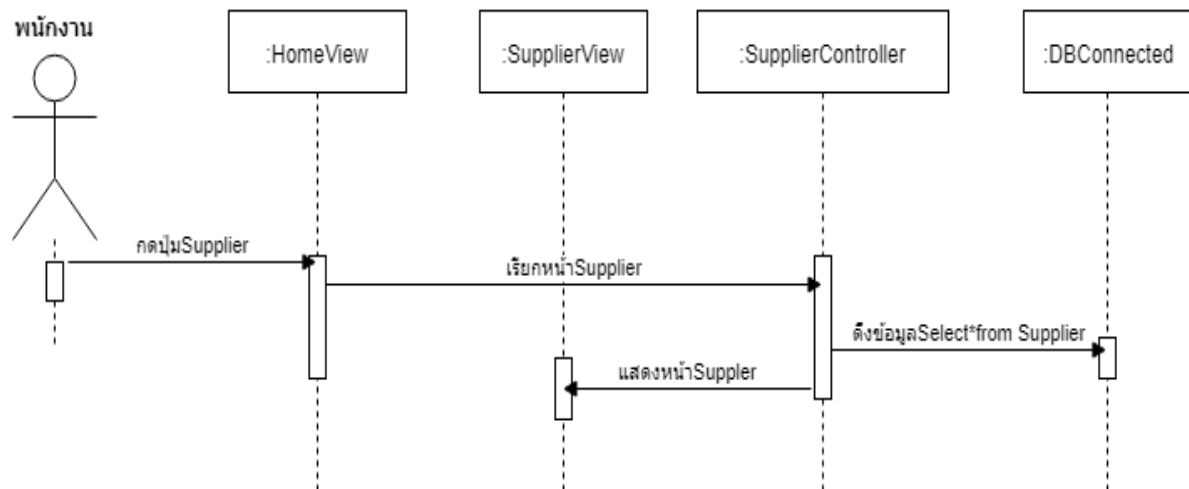 พนักงาน
:HomeView
:SupplierView
:SupplierController
:DBConnected
กดปุ่มSupplier
เรียกหน้าSupplier
ดึงข้อมูลSelect*from Supplier
แสดงหน้าSuppler